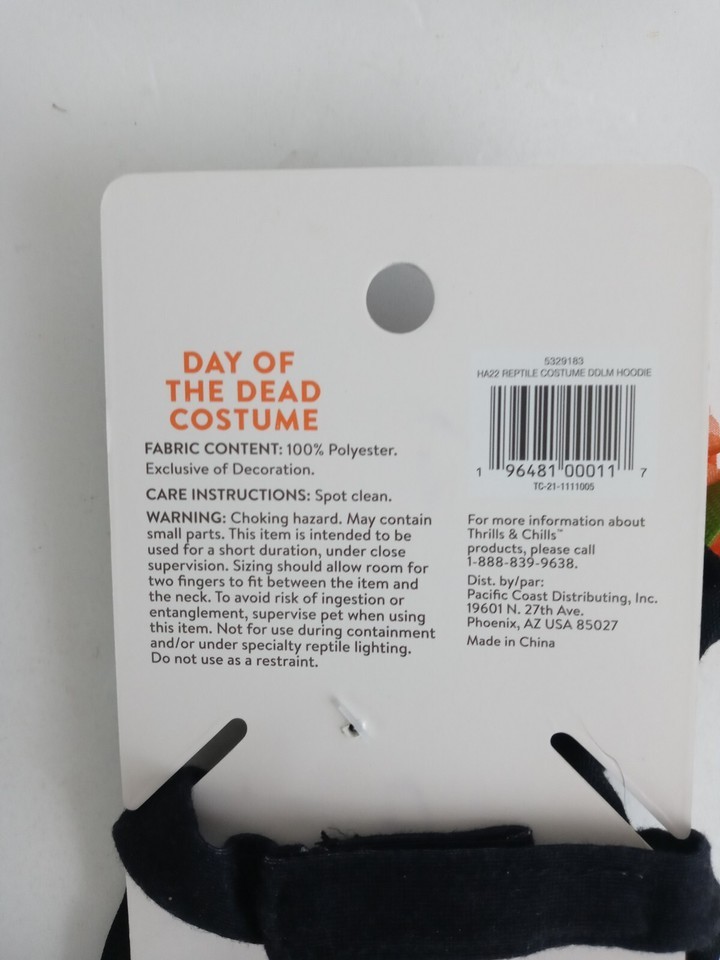 DAY OF
THE DEAD
COSTUME
FABRIC CONTENT: 100% Polyester.
Exclusive of Decoration.
CARE INSTRUCTIONS: Spot clean.
WARNING: Choking hazard. May contain
small parts. This item is intended to be
used for a short duration, under close
supervision. Sizing should allow room for
two fingers to fit between the item and
the neck. To avoid risk of ingestion or
entanglement, supervise pet when using
this item. Not for use during containment
and/or under specialty reptile lighting.
Do not use as a restraint.
5329183
HA22 REPTILE COSTUME DDLM HOODIE
1 96481 00011 7
TC-21-1111005
For more information about
Thrills & Chills™
products, please call
1-888-839-9638.
Dist. by/par:
Pacific Coast Distributing, Inc.
19601 N. 27th Ave.
Phoenix, AZ USA 85027
Made in China